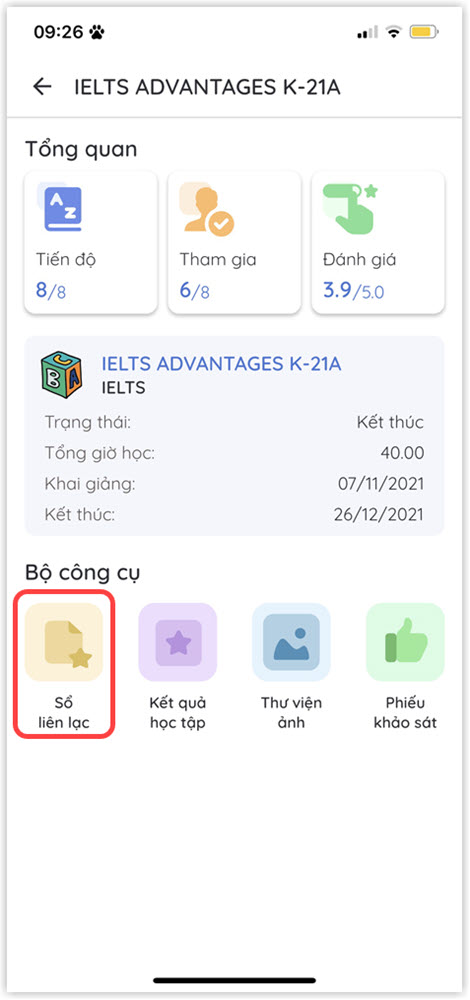 09:26
IELTS ADVANTAGES K-21A
Tổng quan
Tiến độ
8/8
Tham gia
6/8
Đánh giá
3.9/5.0
IELTS ADVANTAGES K-21A
IELTS
Trạng thái: Kết thúc
Tổng giờ học: 40.00
Khai giảng: 07/11/2021
Kết thúc: 26/12/2021
Bộ công cụ
Sổ
liên lạc
Kết quả
học tập
Thư viện
ảnh
Phiếu
khảo sát